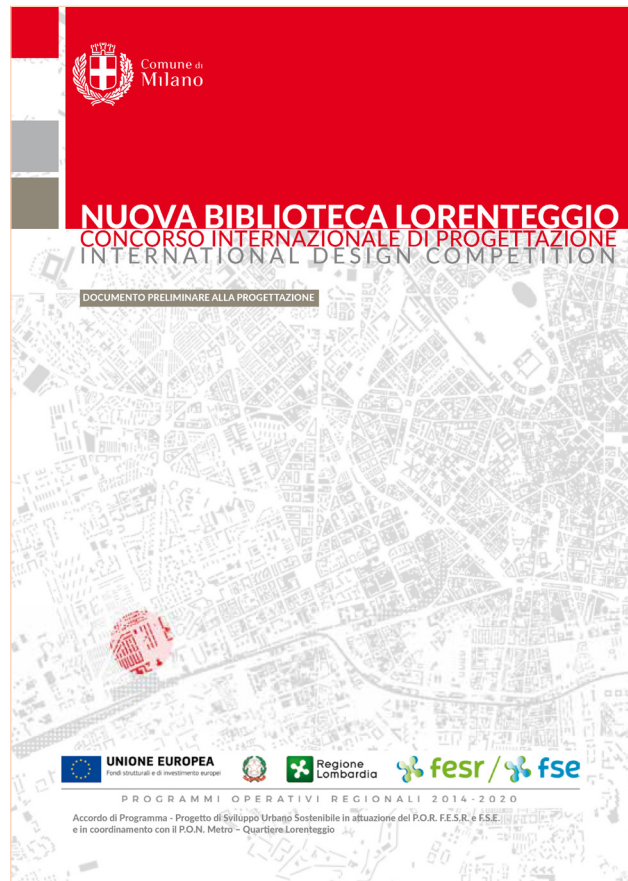 Comune di
Milano
NUOVA BIBLIOTECA LORENTEGGIO
CONCORSO INTERNAZIONALE DI PROGETTAZIONE
INTERNATIONAL DESIGN COMPETITION
DOCUMENTO PRELIMINARE ALLA PROGETTAZIONE
UNIONE EUROPEA
Fondi strutturali e di investimento europei
Regione
Lombardia
fesr/fse
PROGRAMMI OPERATIVI REGIONALI 2014-2020
Accordo di Programma - Progetto di Sviluppo Urbano Sostenibile in attuazione del P.O.R. F.E.S.R. e F.S.E.
e in coordinamento con il P.O.N. Metro – Quartiere Lorenteggio